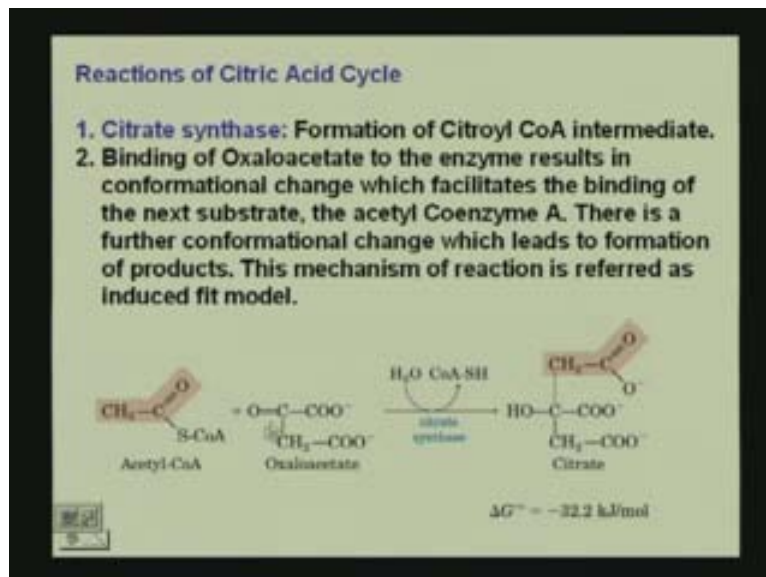 Reactions of Citric Acid Cycle
1. Citrate synthase: Formation of Citroyl CoA intermediate.
2. Binding of Oxaloacetate to the enzyme results in
conformational change which facilitates the binding of
the next substrate, the acetyl Coenzyme A. There is a
further conformational change which leads to formation
of products. This mechanism of reaction is referred as
induced fit model.
CH₂—C=O
O⁻
H₂O CoA-SH
CH₃—C=O + O=C—COO⁻ HO—C—COO⁻
S-CoA CH₂—COO⁻ citrate synthase CH₂—COO⁻
Acetyl-CoA Oxaloacetate Citrate
ΔG'° = −32.2 kJ/mol